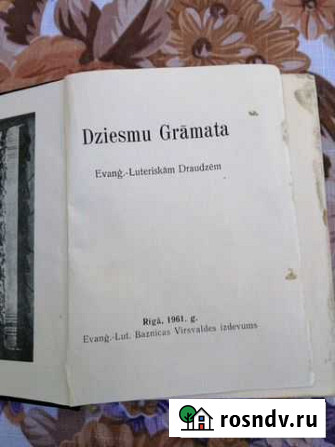 Dziesmu Grāmata
Evaņģ.-Luteriskām Draudzēm
Rīgā, 1961. g.
Evaņģ.-Lut. Baznīcas Virsvaldes izdevums
rosndv.ru